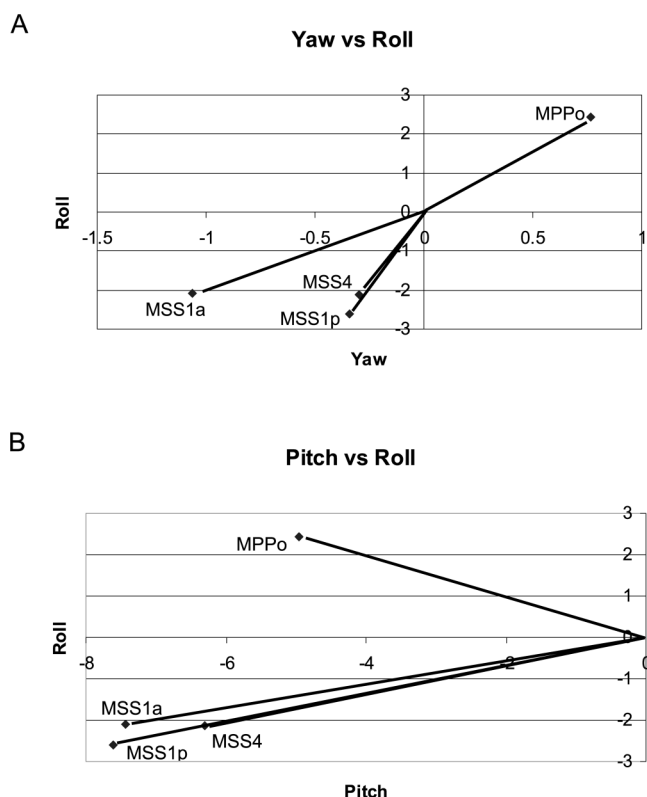 A
Yaw vs Roll
3
MPPo
2
1
0
-1.5 -1 -0.5 0 0.5 1
-1
MSS4
-2
MSS1a
MSS1p
-3
Roll
Yaw
B
Pitch vs Roll
3
MPPo
2
1
0
-8 -6 -4 -2 0
-1
MSS1a
-2
MSS1p MSS4
-3
Roll
Pitch